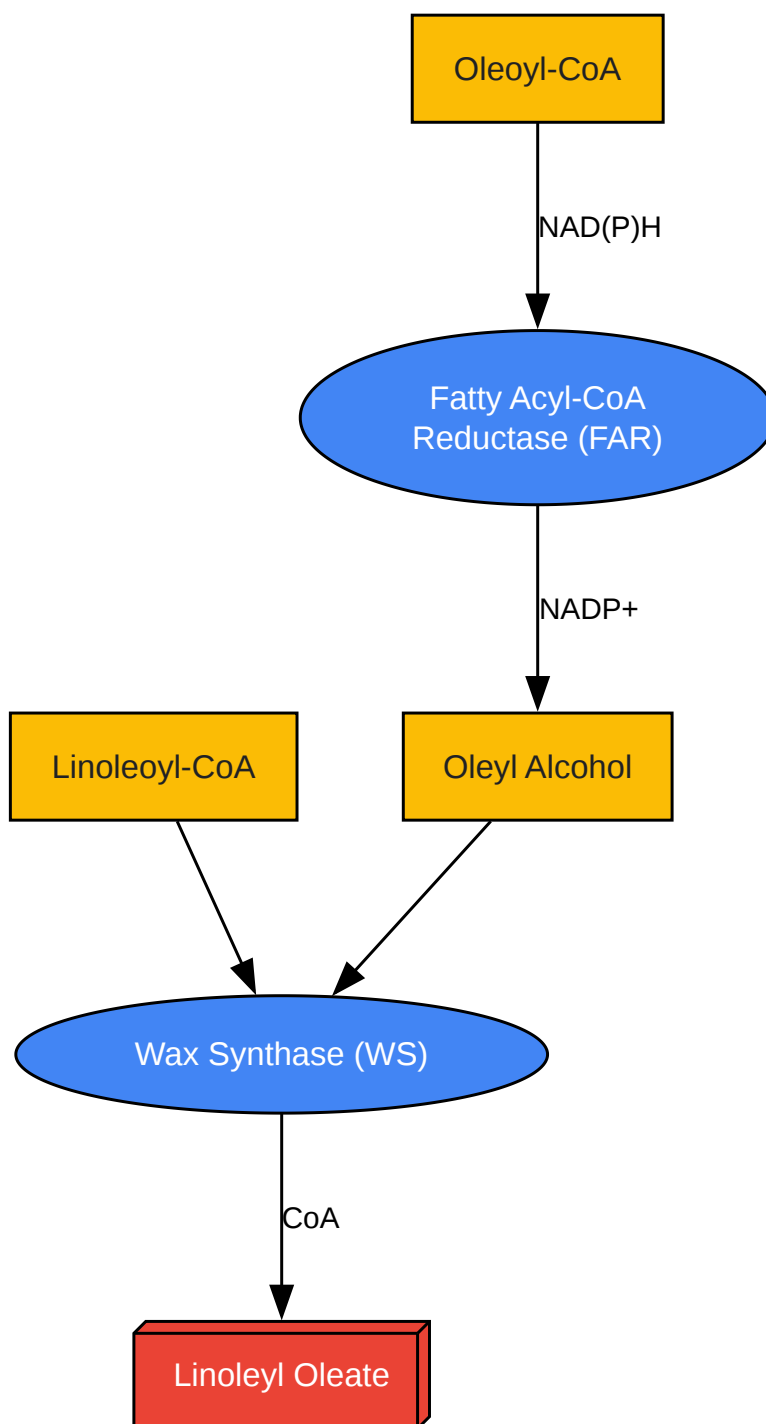 Oleoyl-CoA
NAD(P)H
Fatty Acyl-CoA
Reductase (FAR)
NADP+
Linoleoyl-CoA
Oleyl Alcohol
Wax Synthase (WS)
CoA
Linoleyl Oleate